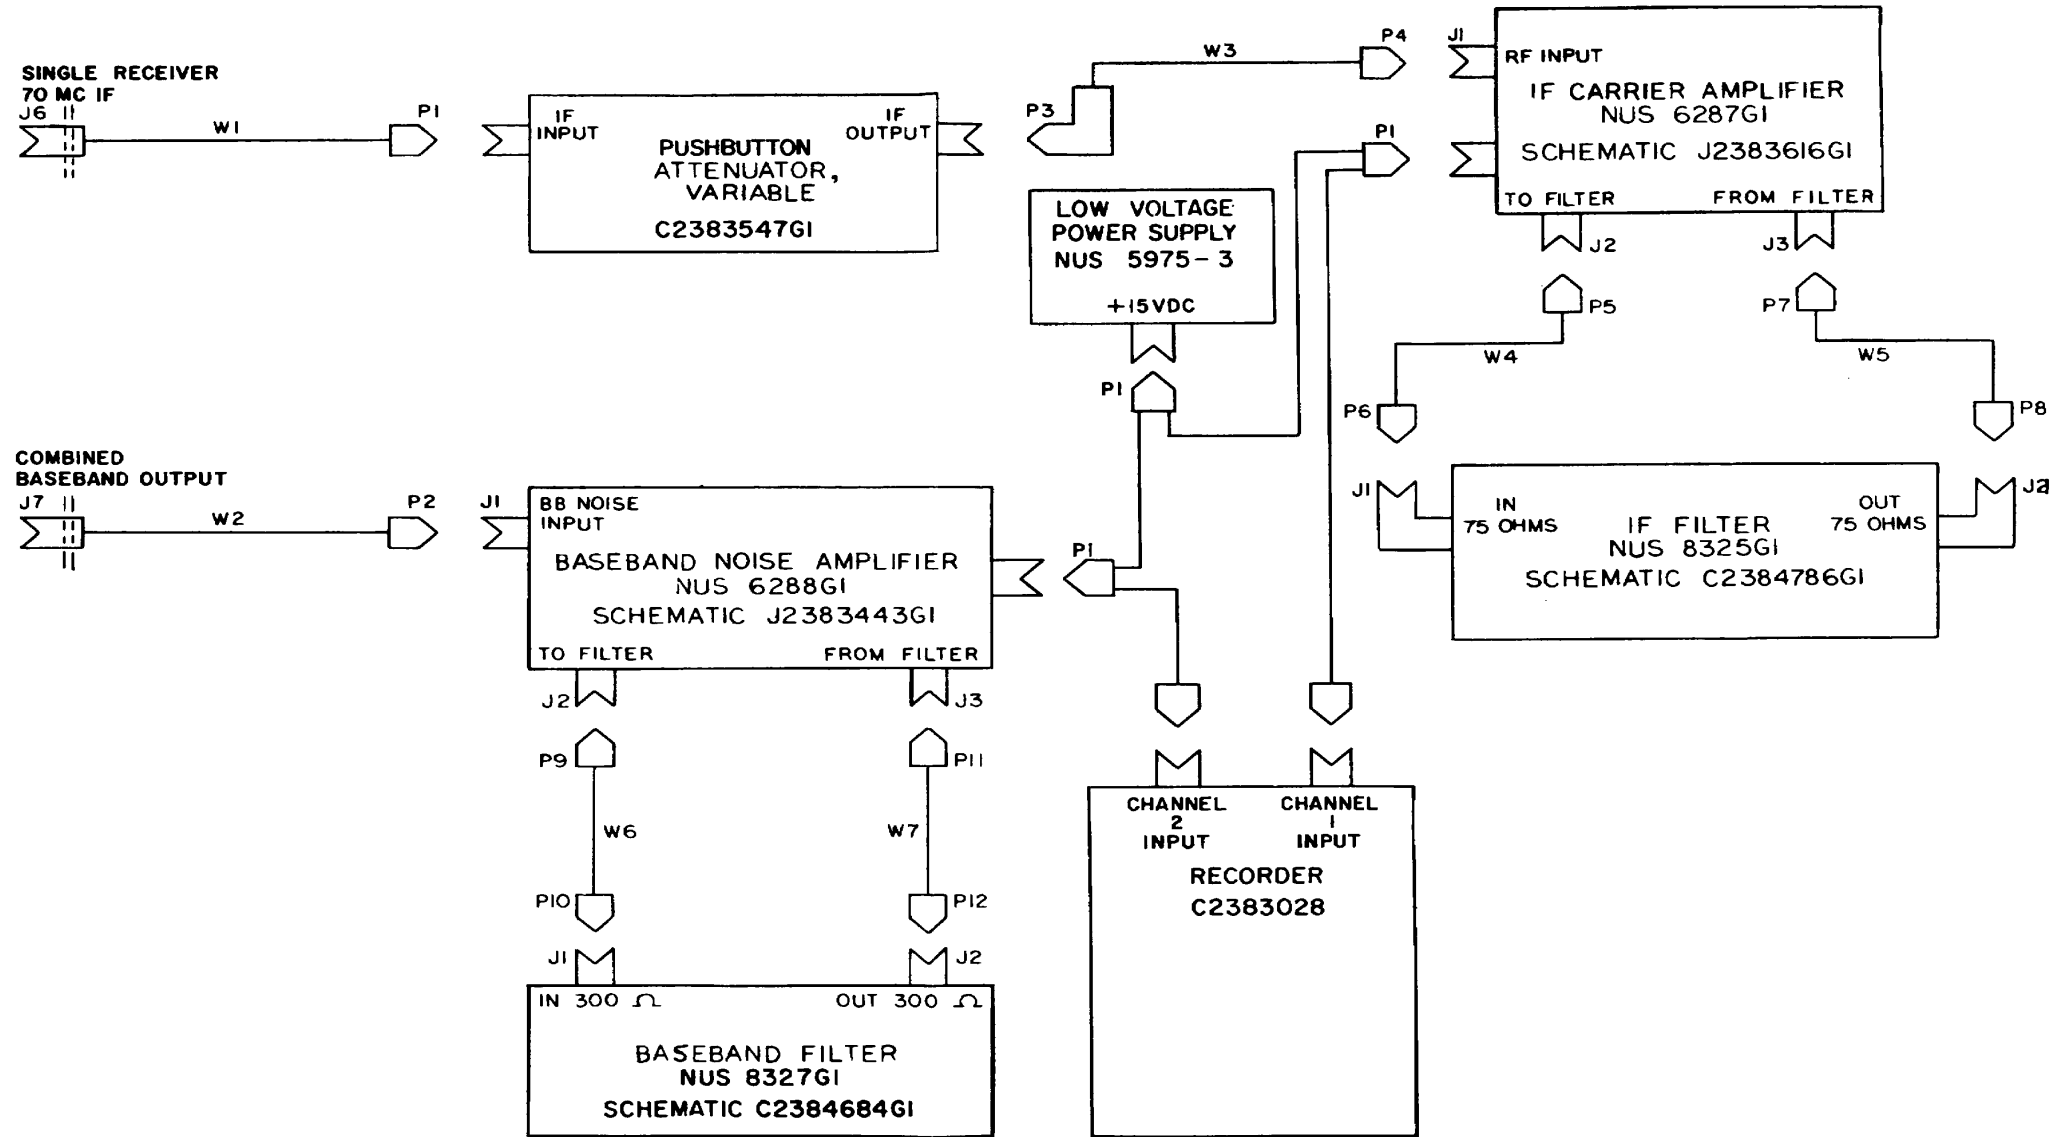 SINGLE RECEIVER
70 MC IF
J6
W1
P1
IF
INPUT
IF
OUTPUT
PUSHBUTTON
ATTENUATOR,
VARIABLE
C2383547G1
P3
W3
P4
J1
RF INPUT
IF CARRIER AMPLIFIER
NUS 6287G1
SCHEMATIC J2383616G1
TO FILTER
FROM FILTER
P1
J2
J3
LOW VOLTAGE
POWER SUPPLY
NUS 5975-3
+15VDC
P1
P5
P7
W4
W5
P6
P8
J1
J2
IN
75 OHMS
OUT
75 OHMS
IF FILTER
NUS 8325G1
SCHEMATIC C2384786G1
COMBINED
BASEBAND OUTPUT
J7
W2
P2
J1
BB NOISE
INPUT
BASEBAND NOISE AMPLIFIER
NUS 6288G1
SCHEMATIC J2383443G1
TO FILTER
FROM FILTER
P1
J2
J3
P9
P11
W6
W7
P10
P12
J1
J2
IN 300 Ω
OUT 300 Ω
BASEBAND FILTER
NUS 8327G1
SCHEMATIC C2384684G1
CHANNEL
2
INPUT
CHANNEL
1
INPUT
RECORDER
C2383028